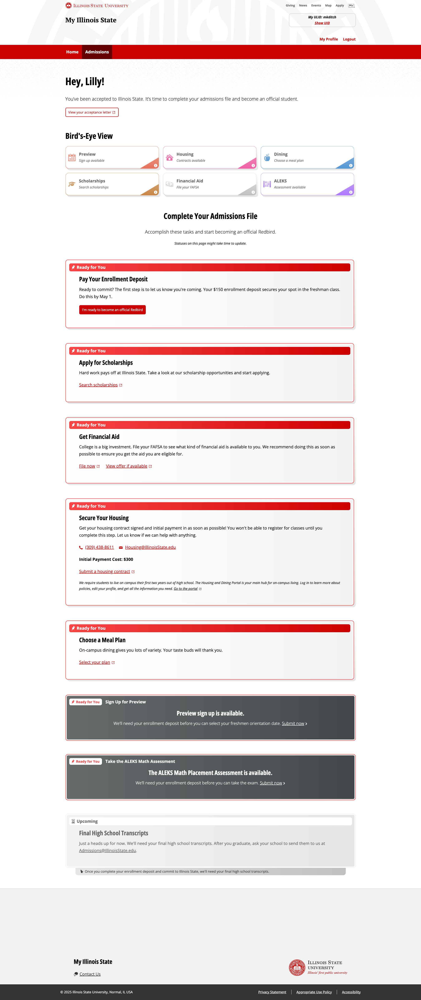 ILLINOIS STATE UNIVERSITY
Giving News Events Map Apply My
My Illinois State
My ULID: mkditch
Show UID
My Profile Logout
Home Admissions
Hey, Lilly!
You’ve been accepted to Illinois State. It’s time to complete your admissions file and become an official student.
View your acceptance letter
Bird's-Eye View
Preview
Sign up available
Housing
Contracts available
Dining
Choose a meal plan
Scholarships
Search scholarships
Financial Aid
File your FAFSA
ALEKS
Assessment available
Complete Your Admissions File
Accomplish these tasks and start becoming an official Redbird.
Statuses on this page might take time to update.
Ready for You
Pay Your Enrollment Deposit
Ready to commit? The first step is to let us know you're coming. Your $150 enrollment deposit secures your spot in the freshman class.
Do this by May 1.
I'm ready to become an official Redbird
Ready for You
Apply for Scholarships
Hard work pays off at Illinois State. Take a look at our scholarship opportunities and start applying.
Search scholarships
Ready for You
Get Financial Aid
College is a big investment. File your FAFSA to see what kind of financial aid is available to you. We recommend doing this as soon as
possible to ensure you get the aid you are eligible for.
File now View offer if available
Ready for You
Secure Your Housing
Get your housing contract signed and initial payment in as soon as possible! You won't be able to register for classes until you
complete this step. Let us know if we can help with anything.
(309) 438-8611 Housing@IllinoisState.edu
Initial Payment Cost: $300
Submit a housing contract
We require students to live on campus their first two years out of high school. The Housing and Dining Portal is your main hub for on-campus living. Log in to learn more about
policies, edit your profile, and get all the information you need. Go to the portal
Ready for You
Choose a Meal Plan
On-campus dining gives you lots of variety. Your taste buds will thank you.
Select your plan
Ready for You Sign Up for Preview
Preview sign up is available.
We'll need your enrollment deposit before you can select your freshmen orientation date. Submit now
Ready for You Take the ALEKS Math Assessment
The ALEKS Math Placement Assessment is available.
We'll need your enrollment deposit before you can take the exam. Submit now
Upcoming
Final High School Transcripts
Just a heads up for now. We'll need your final high school transcripts. After you graduate, ask your school to send them to us at
Admissions@IllinoisState.edu.
Once you complete your enrollment deposit and commit to Illinois State, we'll need your final high school transcripts.
My Illinois State
Contact Us
ILLINOIS STATE
UNIVERSITY
Illinois' first public university
© 2025 Illinois State University, Normal, IL USA
Privacy Statement Appropriate Use Policy Accessibility